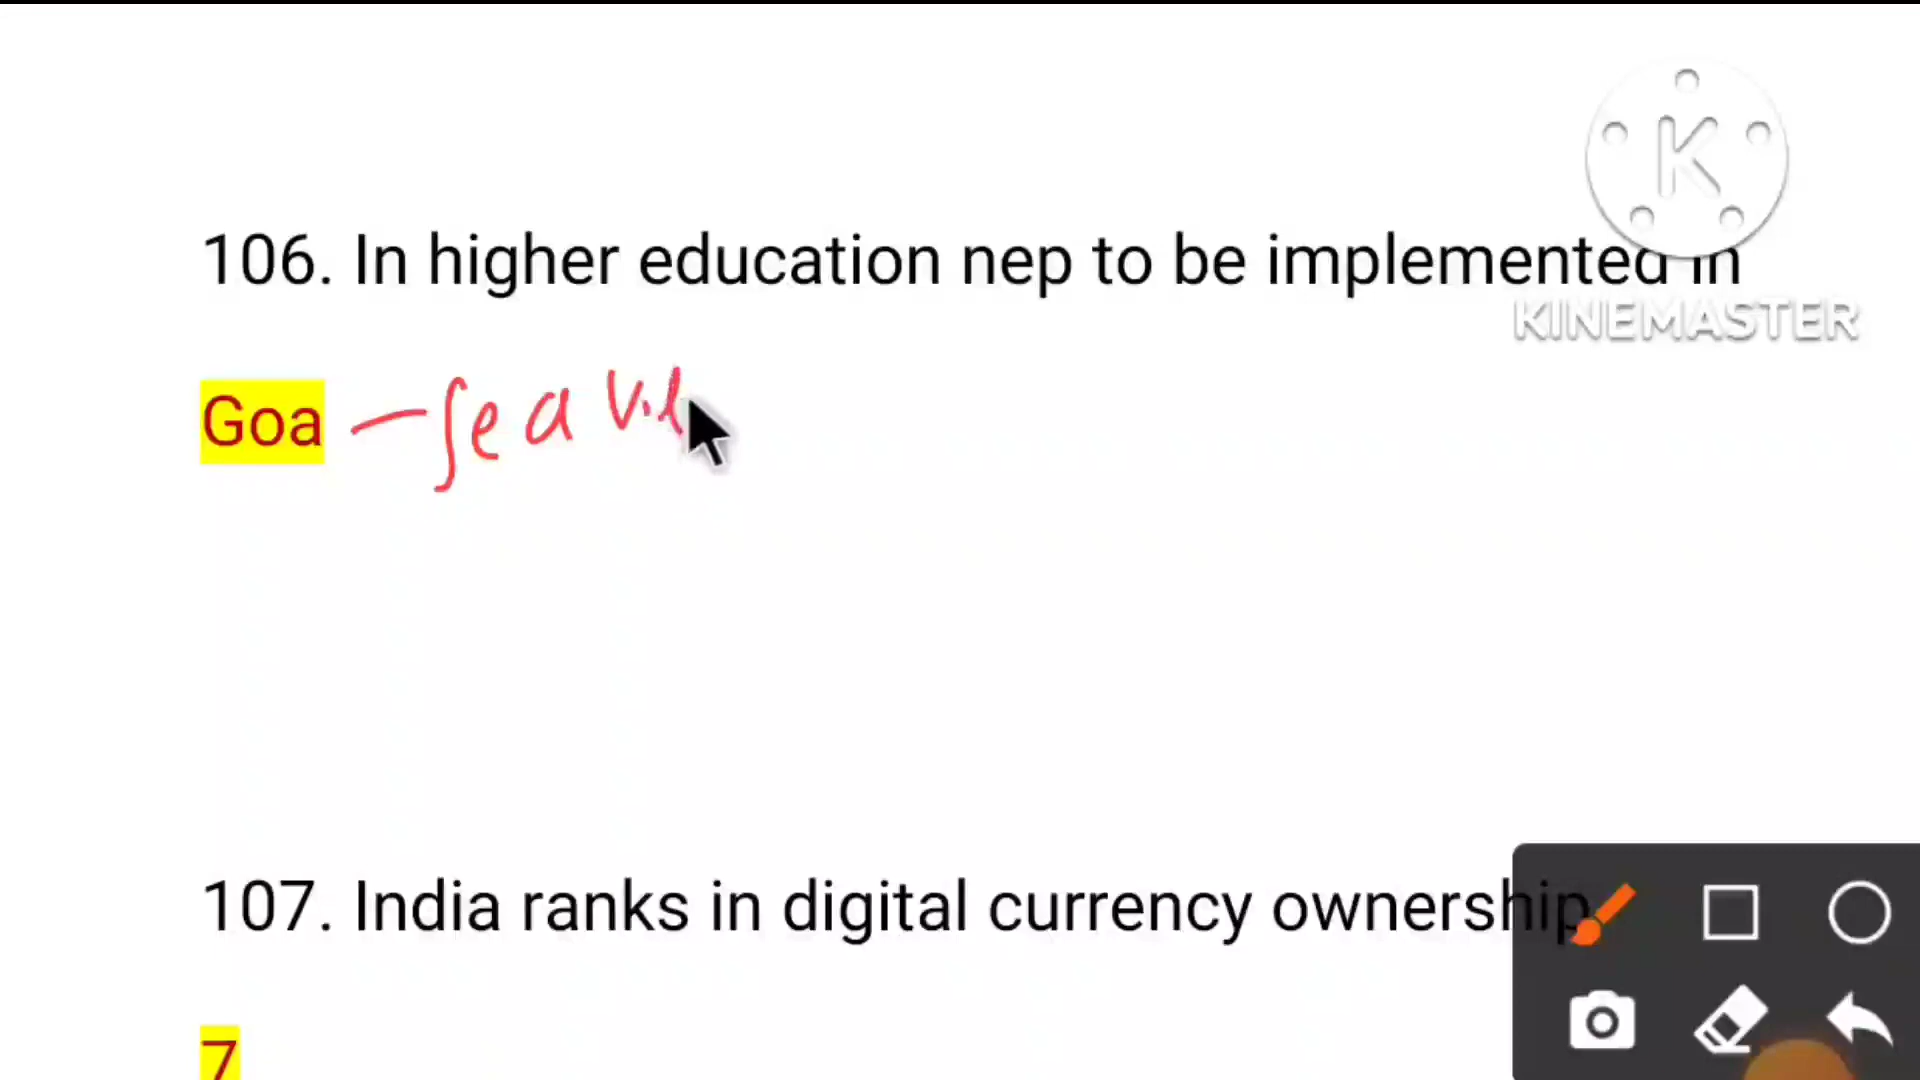 106. In higher education nep to be implemented in
KINEMASTER
Goa — Sea
107. India ranks in digital currency ownership
7